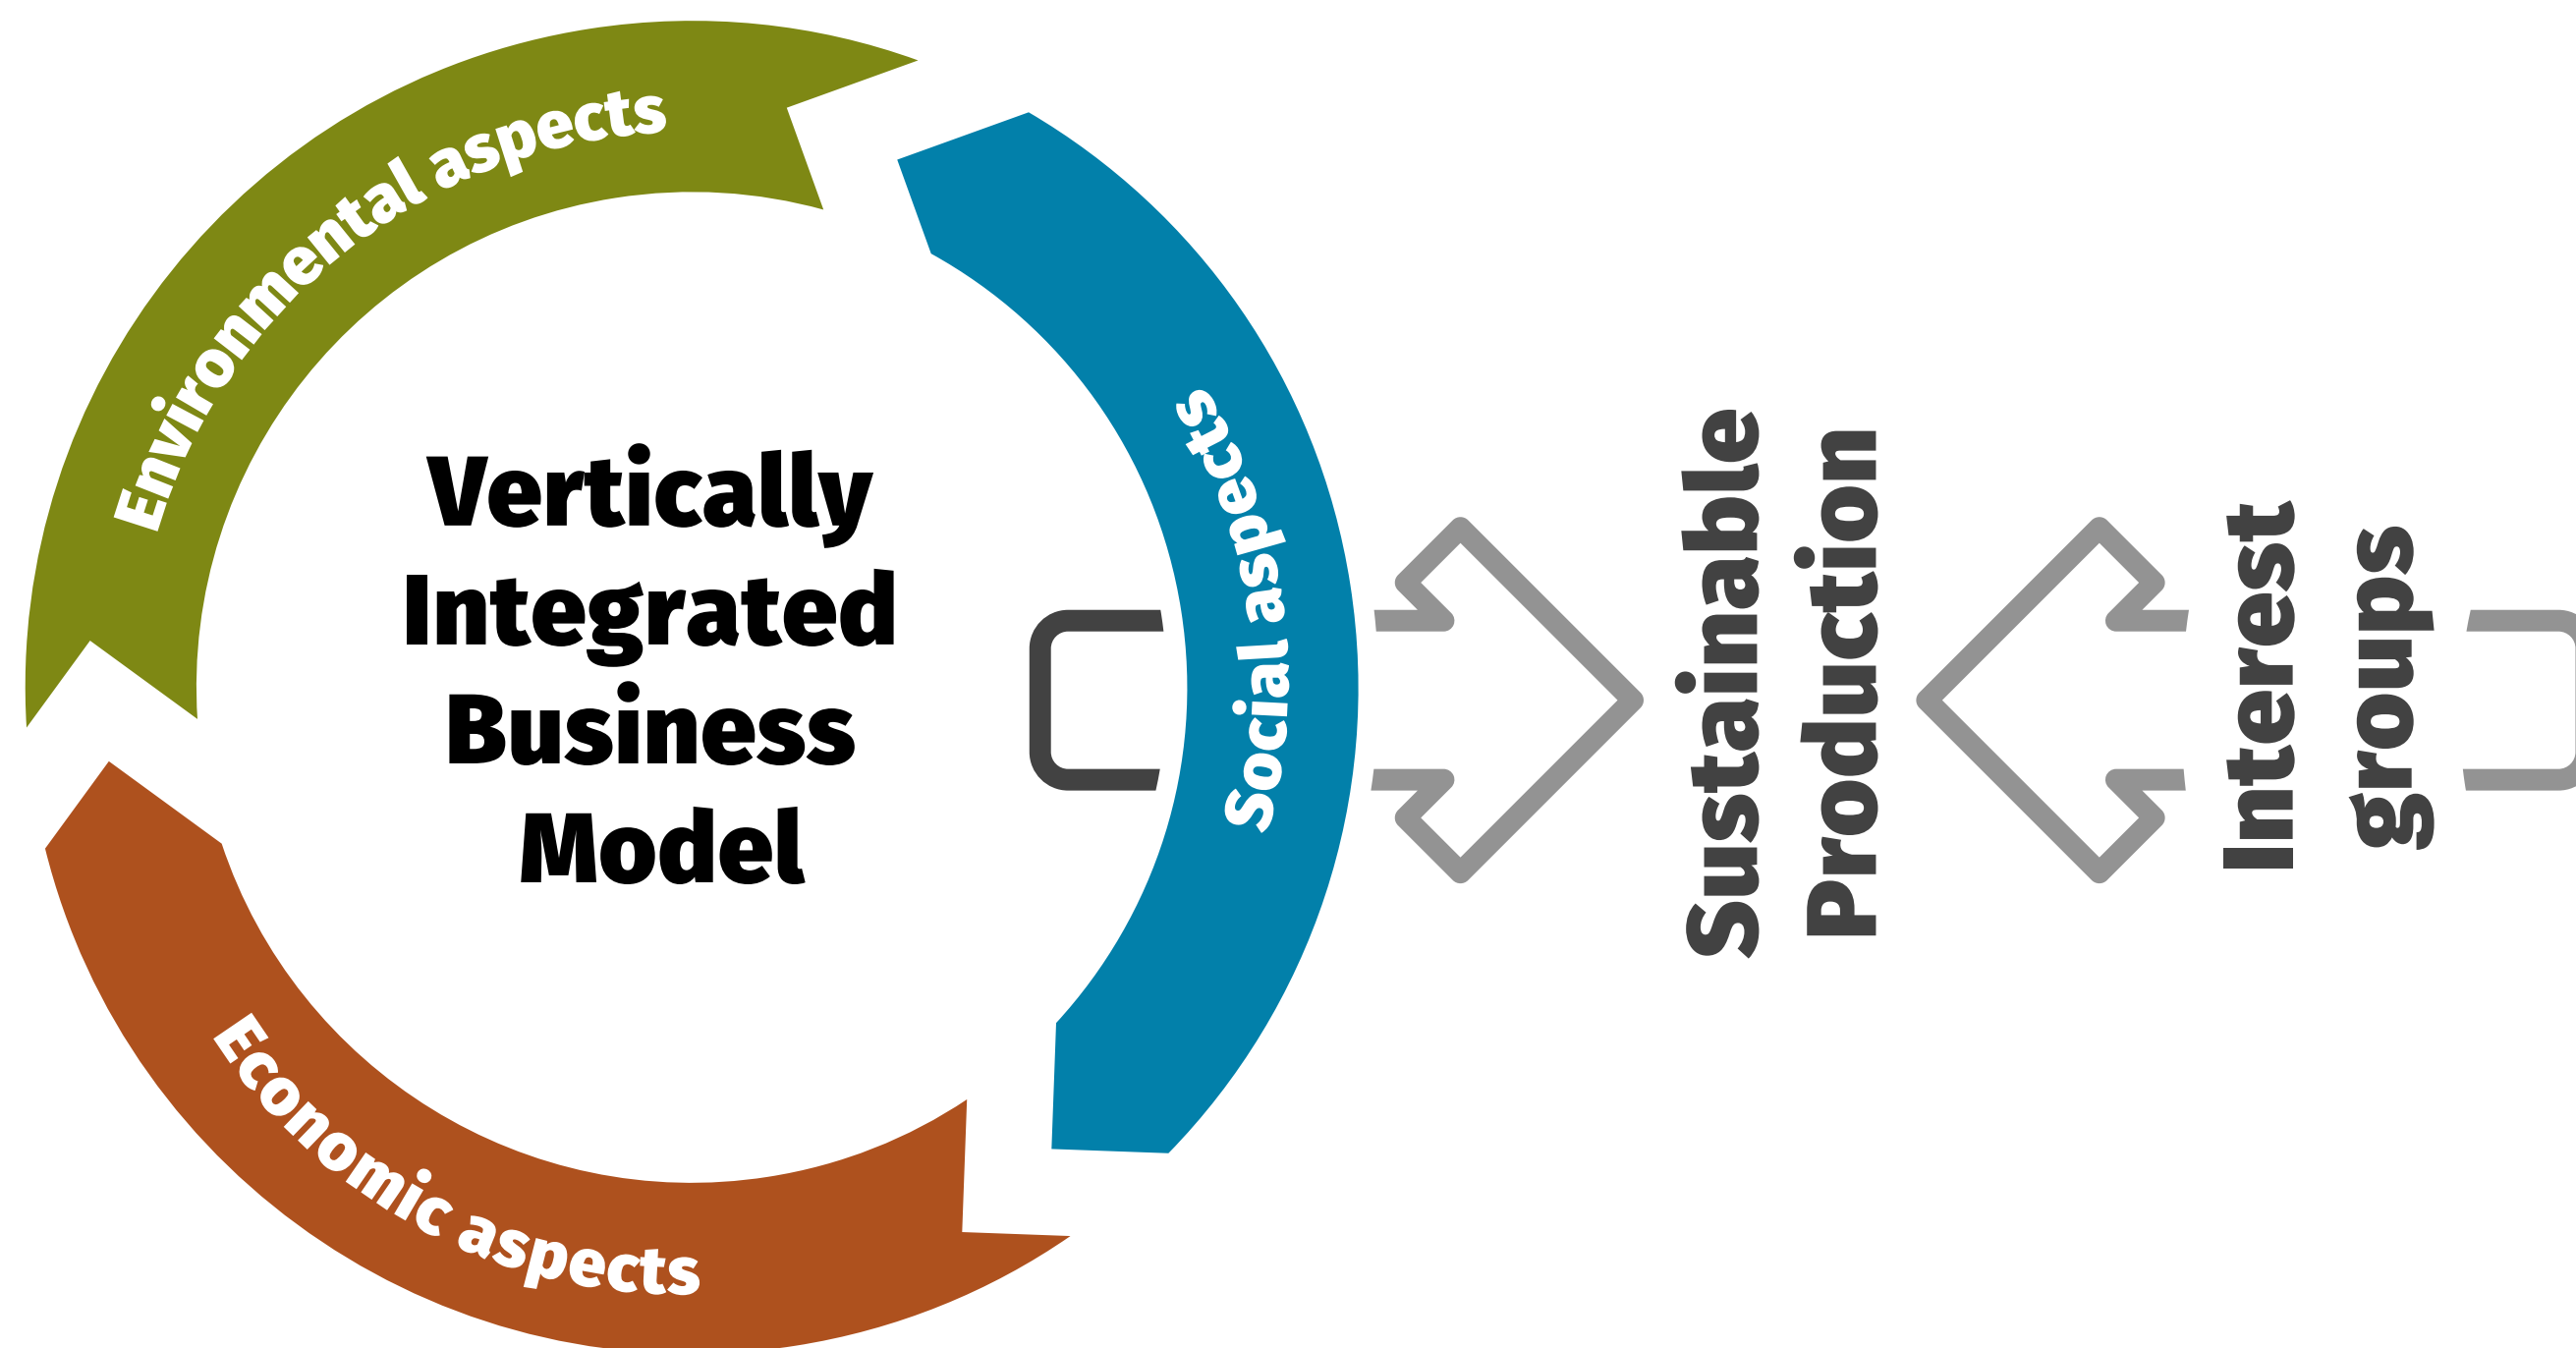 Environmental aspects
Vertically
Integrated
Business
Model
Social aspects
Economic aspects
Sustainable
Production
Interest
groups